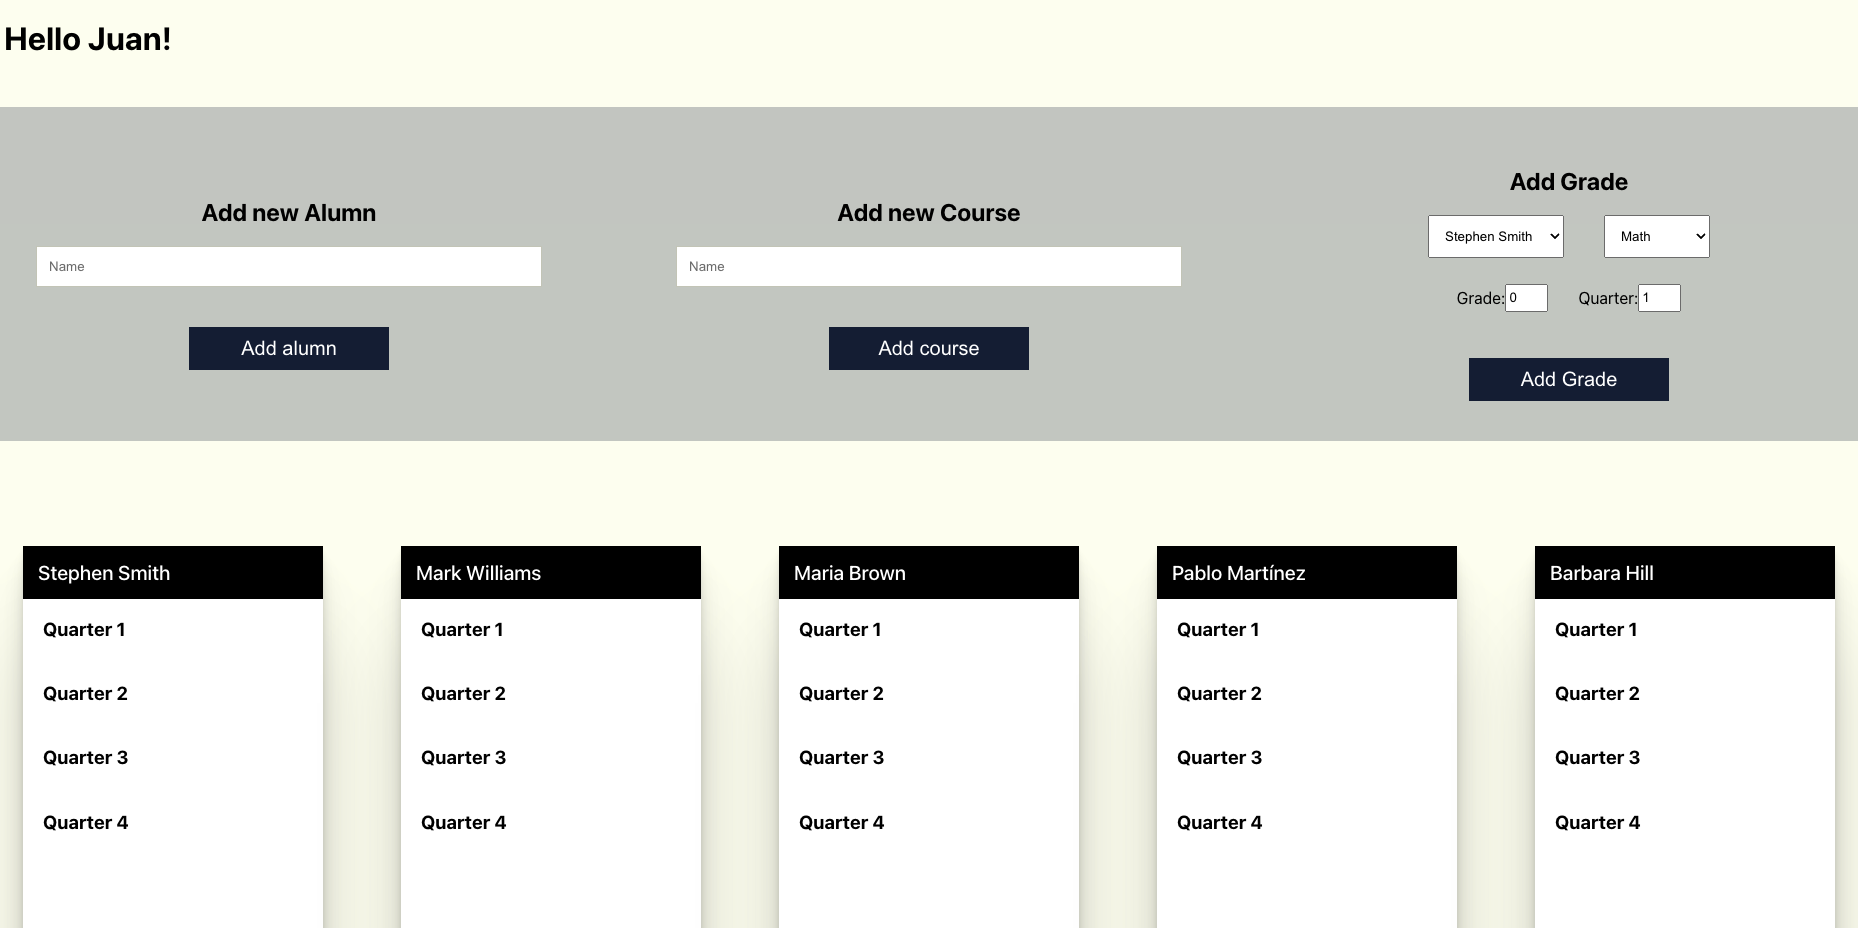 Hello Juan!
Add new Alumn
Name
Add alumn
Add new Course
Name
Add course
Add Grade
Stephen Smith
Math
Grade: 0
Quarter: 1
Add Grade
Stephen Smith
Quarter 1
Quarter 2
Quarter 3
Quarter 4
Mark Williams
Quarter 1
Quarter 2
Quarter 3
Quarter 4
Maria Brown
Quarter 1
Quarter 2
Quarter 3
Quarter 4
Pablo Martínez
Quarter 1
Quarter 2
Quarter 3
Quarter 4
Barbara Hill
Quarter 1
Quarter 2
Quarter 3
Quarter 4